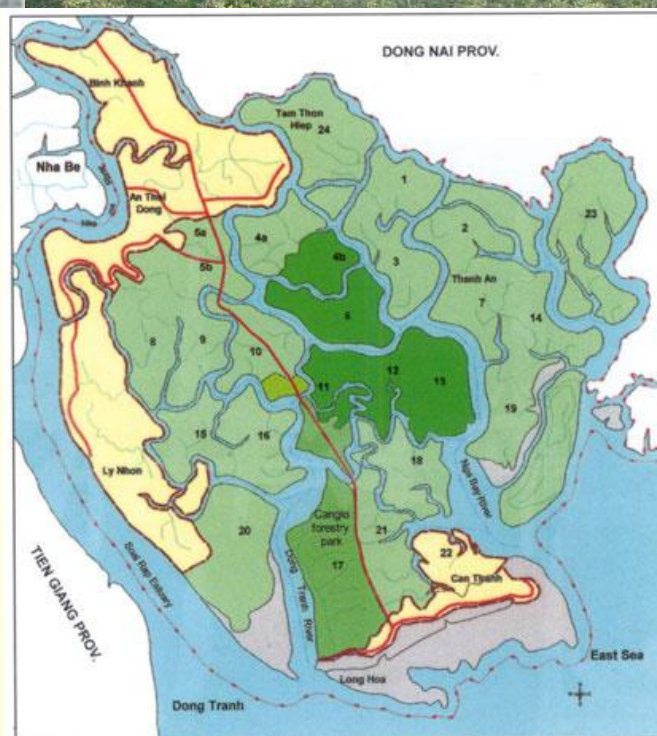 DONG NAI PROV.
Binh Khanh
Tam Thon
Hiep
24
Nha Be
1
An Thoi
Dong
2
23
5a
4a
4b
3
5b
Thanh An
7
6
14
8
9
10
11
12
13
19
15
16
18
Ly Nhon
Nga Bay River
Cangio
forestry
park
20
21
22
17
Can Thanh
Soai Rap Estuary
Dong Tranh River
TIEN GIANG PROV.
East Sea
Long Hoa
Dong Tranh